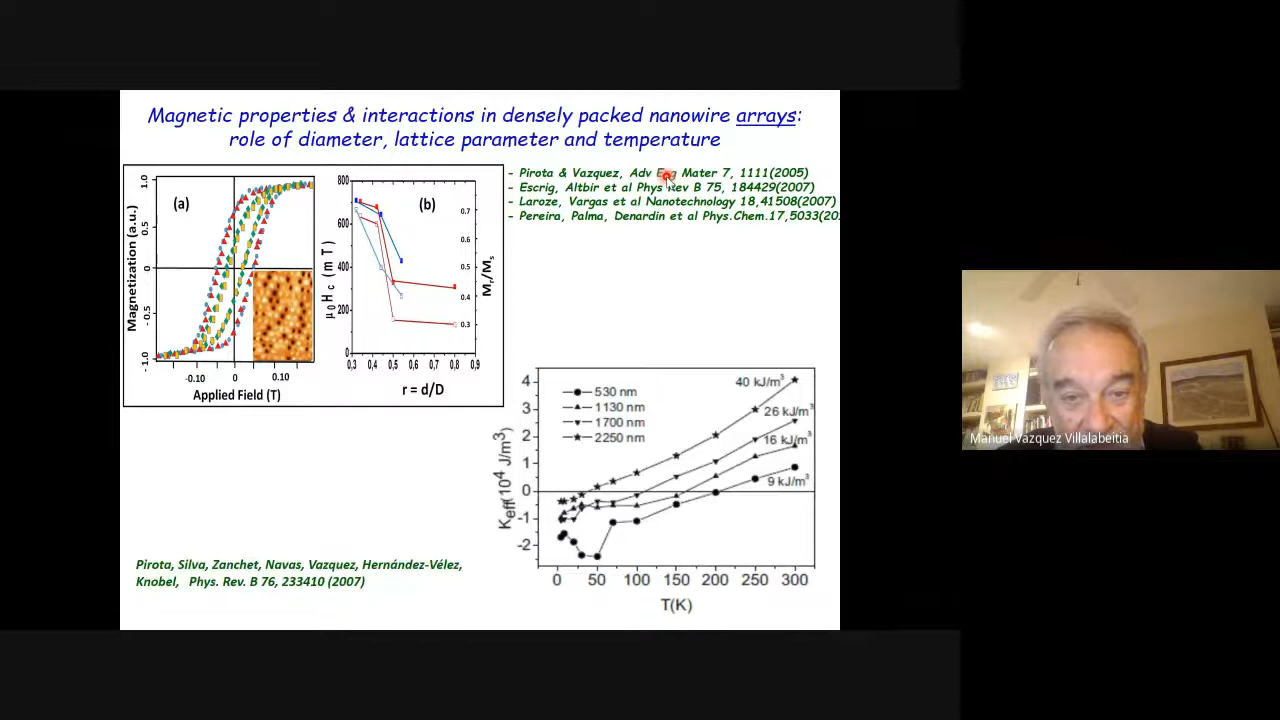 Magnetic properties & interactions in densely packed nanowire arrays:
role of diameter, lattice parameter and temperature
- Pirota & Vazquez, Adv Eng Mater 7, 1111(2005)
- Escrig, Altbir et al Phys Rev B 75, 184429(2007)
- Laroze, Vargas et al Nanotechnology 18,41508(2007)
- Pereira, Palma, Denardin et al Phys.Chem.17,5033(20
(a)
Magnetization (a.u.)
1.0
0.5
0
- 0.5
- 1.0
-0.10 0 0.10
Applied Field (T)
(b)
μ0Hc (mT)
800
600
400
200
0
0.7
0.6
0.5
0.4
0.3
Mr/Ms
0,3 0,4 0,5 0,6 0,7 0,8 0,9
r = d/D
Keff(10⁴ J/m³)
4
3
2
1
0
-1
-2
530 nm
1130 nm
1700 nm
2250 nm
40 kJ/m³
26 kJ/m³
16 kJ/m³
9 kJ/m³
0 50 100 150 200 250 300
T(K)
Pirota, Silva, Zanchet, Navas, Vazquez, Hernández-Vélez,
Knobel, Phys. Rev. B 76, 233410 (2007)
Manuel Vázquez Villalabeitia